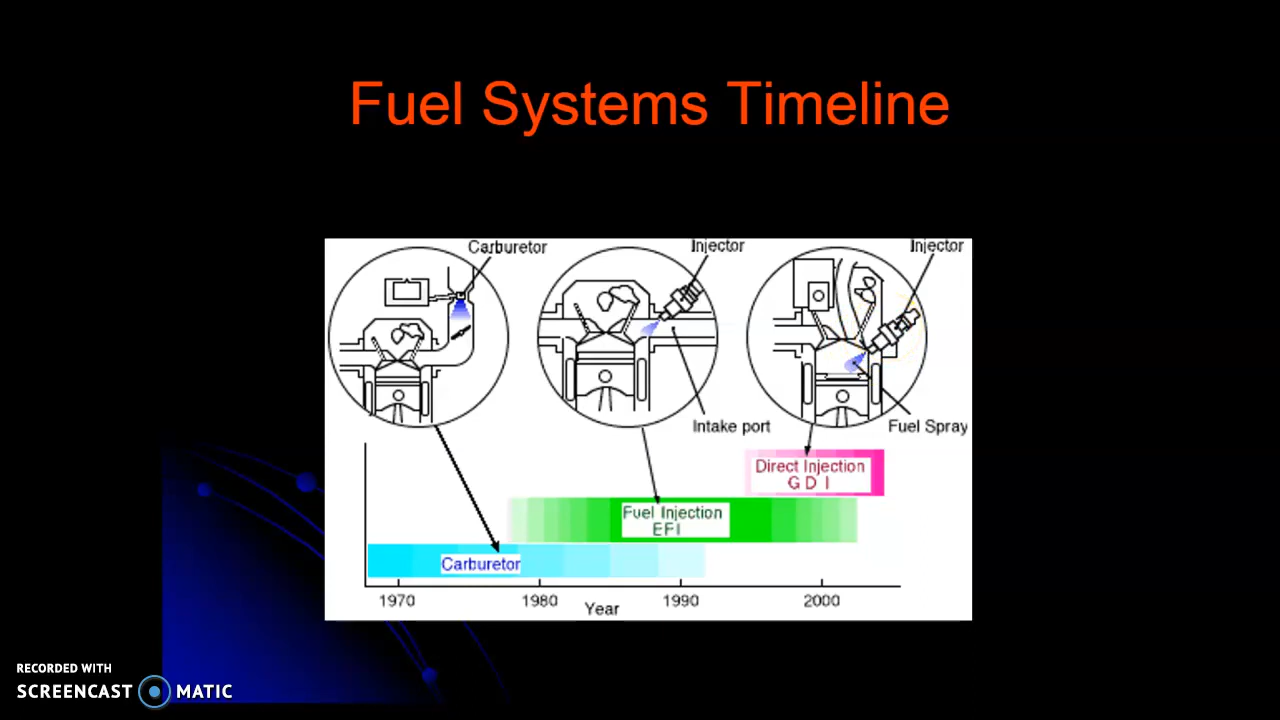 Fuel Systems Timeline
Carburetor
Injector
Injector
Intake port
Fuel Spray
Direct Injection
G D I
Fuel Injection
E F I
Carburetor
1970
1980
1990
2000
Year
RECORDED WITH
SCREENCAST MATIC